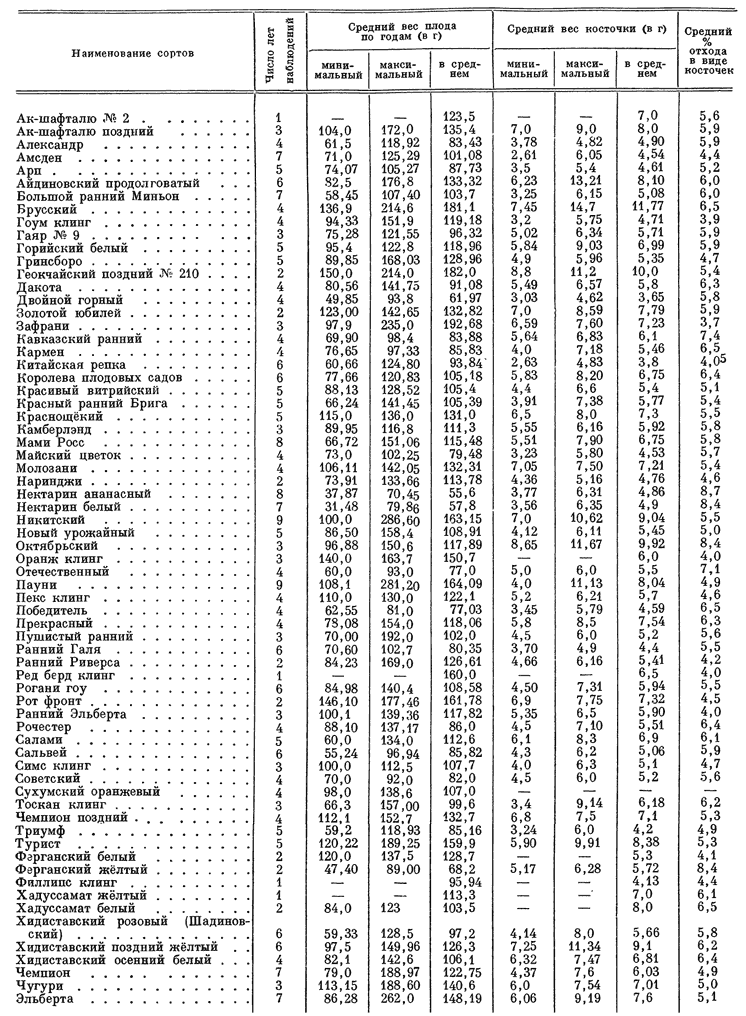 Наименование сортов | Число лет наблюдений | Средний вес плода по годам (в г) | Средний вес косточки (в г) | Средний % отхода в виде косточек
минимальный | максимальный | в среднем | минимальный | максимальный | в среднем
Ак-шафталю № 2 . . . . . . . . 1 — — 123,5 — — 7,0 5,6
Ак-шафталю поздний . . . . . . 3 104,0 172,0 135,4 7,0 9,0 8,0 5,9
Александр . . . . . . . . 4 61,5 118,92 83,43 3,78 4,82 4,90 5,9
Амсден . . . . . . . . 7 71,0 125,29 101,08 2,61 6,05 4,54 4,4
Арп . . . . . . . . 5 74,07 105,27 87,73 3,5 5,4 4,61 5,2
Айдиновский продолговатый . . . . 6 82,5 176,8 133,32 6,23 13,21 8,10 6,0
Большой ранний Миньон . . . . . 7 58,45 107,40 103,7 3,25 6,15 5,08 6,0
Брусский . . . . . . . . 4 136,9 214,6 181,1 7,45 14,7 11,77 6,5
Гоум клинг . . . . . . . . 4 94,33 151,9 119,18 3,2 5,75 4,71 3,9
Гаяр № 9 . . . . . . . . 3 75,28 121,55 96,32 5,02 6,34 5,71 5,9
Горийский белый . . . . . . . 5 95,4 122,8 118,96 5,84 9,03 6,99 5,9
Гринсборо . . . . . . . . 5 89,85 168,03 128,96 4,9 5,96 5,35 4,7
Геокчайский поздний № 210 . . . . 2 150,0 214,0 182,0 8,8 11,2 10,0 5,4
Дакота . . . . . . . . 4 80,56 141,75 91,08 5,49 6,57 5,8 6,3
Двойной горный . . . . . . . 4 49,85 93,8 61,97 3,03 4,62 3,65 5,8
Золотой юбилей . . . . . . . 2 123,00 142,65 132,82 7,0 8,59 7,79 5,9
Зафрани . . . . . . . . 3 97,9 235,0 192,68 6,59 7,60 7,23 3,7
Кавказский ранний . . . . . . 4 69,90 98,4 83,88 5,64 6,83 6,1 7,4
Кармен . . . . . . . . 4 76,65 97,33 85,83 4,0 7,18 5,46 6,5
Китайская репка . . . . . . . 6 60,66 124,80 93,84 2,63 4,83 3,8 4,05
Королева плодовых садов . . . . . 6 77,66 120,83 105,18 5,83 8,20 6,75 6,4
Красивый витрийский . . . . . . 5 88,13 128,52 105,4 4,4 6,6 5,4 5,1
Красный ранний Брига . . . . . 5 66,24 141,45 105,39 3,91 7,38 5,77 5,4
Краснощёкий . . . . . . . . 5 115,0 136,0 131,0 6,5 8,0 7,3 5,5
Камберлэнд . . . . . . . . 3 89,95 116,8 111,3 5,55 6,16 5,92 5,8
Мами Росс . . . . . . . . 8 66,72 151,06 115,48 5,51 7,90 6,75 5,8
Майский цветок . . . . . . . 4 73,0 102,25 79,48 3,23 5,80 4,53 5,7
Молозани . . . . . . . . 4 106,11 142,05 132,31 7,05 7,50 7,21 5,4
Наринджи . . . . . . . . 2 73,91 133,66 113,78 4,36 5,16 4,76 4,6
Нектарин ананасный . . . . . . 8 37,87 70,45 55,6 3,77 6,31 4,86 8,7
Нектарин белый . . . . . . . 7 31,48 79,86 57,8 3,56 6,35 4,9 8,4
Никитский . . . . . . . . 9 100,0 286,60 163,15 7,0 10,62 9,04 5,5
Новый урожайный . . . . . . . 5 86,50 158,4 108,91 4,12 6,11 5,45 5,0
Октябрьский . . . . . . . . 3 96,88 150,6 117,89 8,65 11,67 9,92 8,4
Оранж клинг . . . . . . . . 3 140,0 163,7 150,7 — — 6,0 4,0
Отечественный . . . . . . . 4 60,0 93,0 77,0 5,0 6,0 5,5 7,1
Пауни . . . . . . . . 9 108,1 281,20 164,09 4,0 11,13 8,04 4,9
Пекс клинг . . . . . . . . 4 110,0 130,0 122,1 5,2 6,21 5,7 4,6
Победитель . . . . . . . . 4 62,55 81,0 77,03 3,45 5,79 4,59 6,5
Прекрасный . . . . . . . . 4 78,08 154,0 118,06 5,8 8,5 7,54 6,3
Пушистый ранний . . . . . . . 3 70,00 192,0 102,0 4,5 6,0 5,2 5,6
Ранний Галя . . . . . . . . 6 70,60 102,7 80,35 3,70 4,9 4,4 5,5
Ранний Риверса . . . . . . . 2 84,23 169,0 126,61 4,66 6,16 5,41 4,2
Ред берд клинг . . . . . . . 1 — — 160,0 — — 6,5 4,0
Рогани гоу . . . . . . . . 6 84,98 140,4 108,58 4,50 7,31 5,94 5,5
Рот фронт . . . . . . . . 2 146,10 177,46 161,78 6,9 7,75 7,32 4,5
Ранний Эльберта . . . . . . . 3 100,1 139,36 117,82 5,35 6,5 5,90 4,0
Рочестер . . . . . . . . 4 88,10 137,17 86,0 4,5 7,10 5,51 6,4
Салами . . . . . . . . 5 60,0 134,0 112,6 6,1 8,3 6,9 6,1
Сальвей . . . . . . . . 6 55,24 96,94 85,82 4,3 6,2 5,06 5,9
Симс клинг . . . . . . . . 3 100,0 112,5 107,7 4,0 6,3 5,1 4,7
Советский . . . . . . . . 4 70,0 92,0 82,0 4,5 6,0 5,2 5,6
Сухумский оранжевый . . . . . . 4 98,0 138,6 107,0 — — — —
Тоскан клинг . . . . . . . . 3 66,3 157,00 99,6 3,4 9,14 6,18 6,2
Чемпион поздний . . . . . . . 4 112,1 152,7 132,7 6,8 7,5 7,1 5,3
Триумф . . . . . . . . 5 59,2 118,93 85,16 3,24 6,0 4,2 4,9
Турист . . . . . . . . 5 120,22 189,25 159,9 5,90 9,91 8,38 5,3
Ферганский белый . . . . . . . 2 120,0 137,5 128,7 — — 5,3 4,1
Ферганский жёлтый . . . . . . 2 47,40 89,00 68,2 5,17 6,28 5,72 8,4
Филлипс клинг . . . . . . . 1 — — 95,94 — — 4,13 4,4
Хадуссамат жёлтый . . . . . . 1 — — 113,3 — — 7,0 6,1
Хадуссамат белый . . . . . . . 2 84,0 123 103,5 — — 8,0 6,5
Хидиставский розовый (Шадинов-
ский) . . . . . . . . 6 59,33 128,5 97,2 4,14 8,0 5,66 5,8
Хидиставский поздний жёлтый . . . 6 97,5 149,96 126,3 7,25 11,34 9,1 6,2
Хидиставский осенний белый . . . . 4 82,1 142,6 106,1 6,32 7,47 6,81 6,4
Чемпион . . . . . . . . 7 79,0 188,97 122,75 4,37 7,6 6,03 4,9
Чугури . . . . . . . . 3 113,15 188,60 140,6 6,0 7,54 7,01 5,0
Эльберта . . . . . . . . 7 86,28 262,0 148,19 6,06 9,19 7,6 5,1